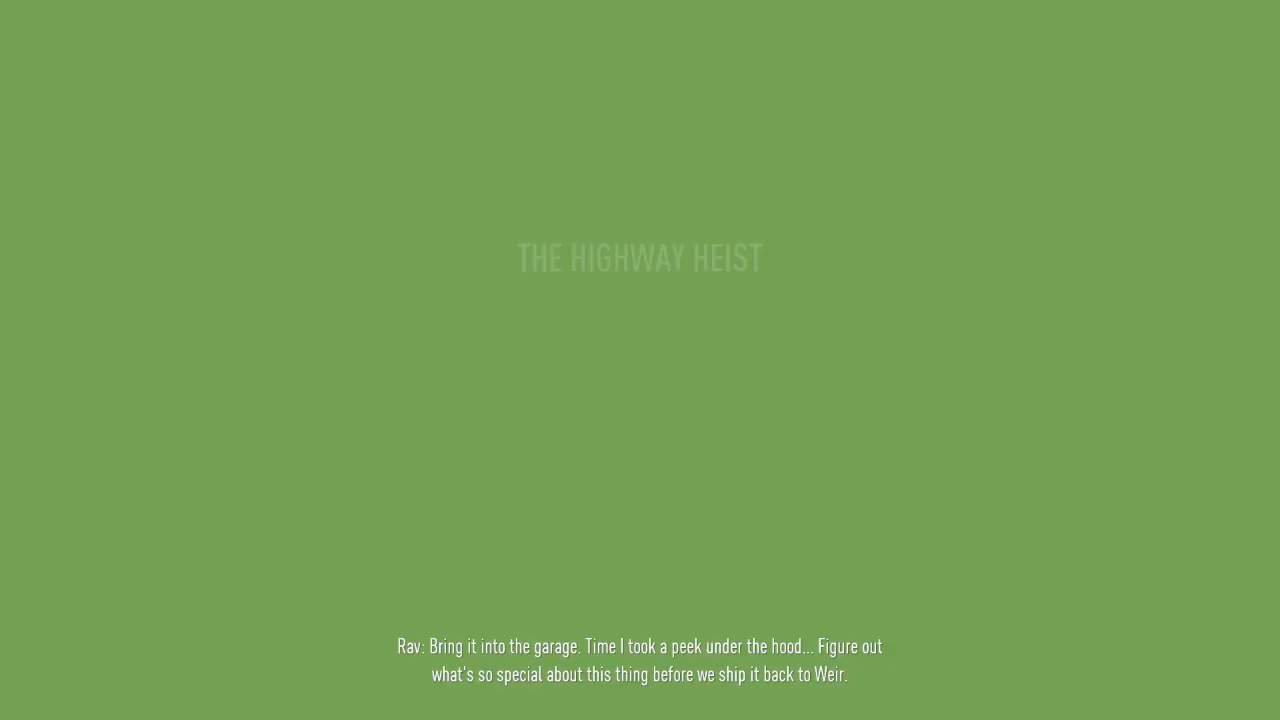 THE HIGHWAY HEIST
Rav: Bring it into the garage. Time I took a peek under the hood... Figure out
what's so special about this thing before we ship it back to Weir.